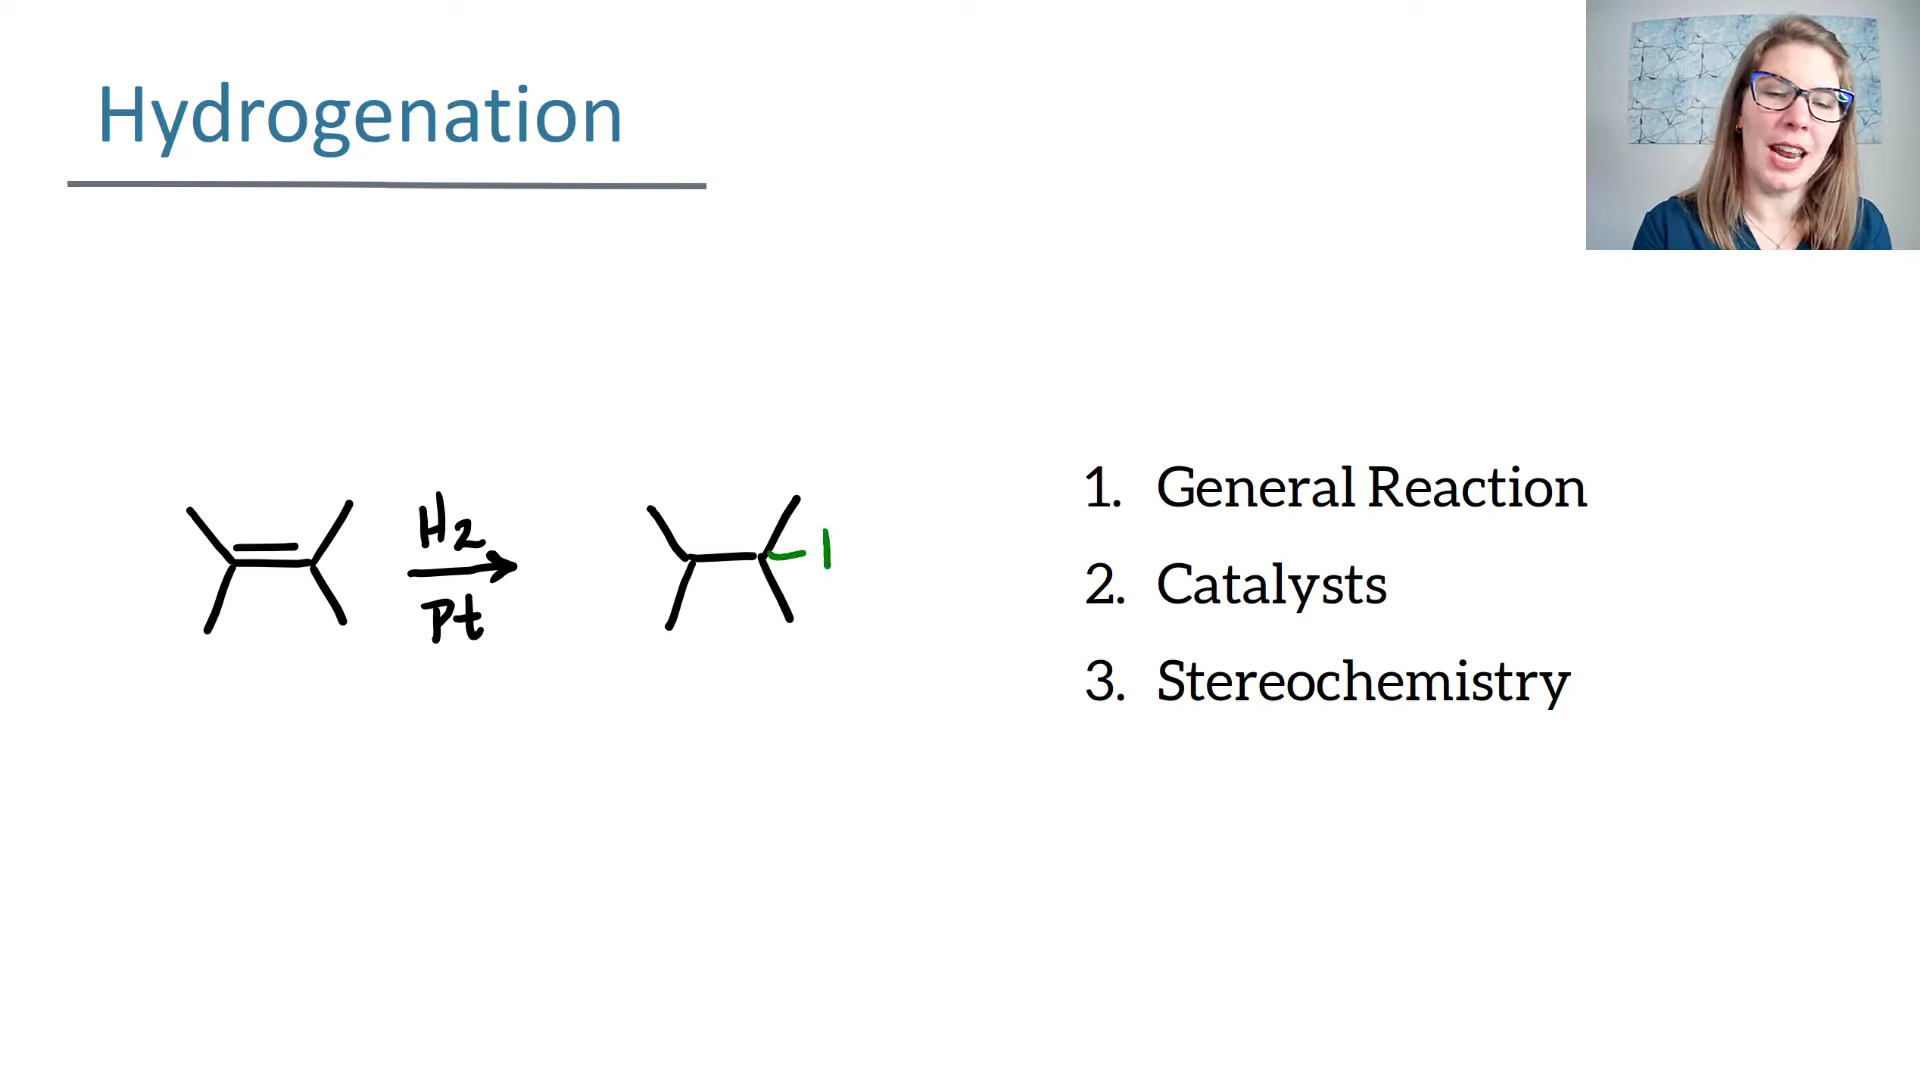 Hydrogenation
H2
Pt
1. General Reaction
2. Catalysts
3. Stereochemistry